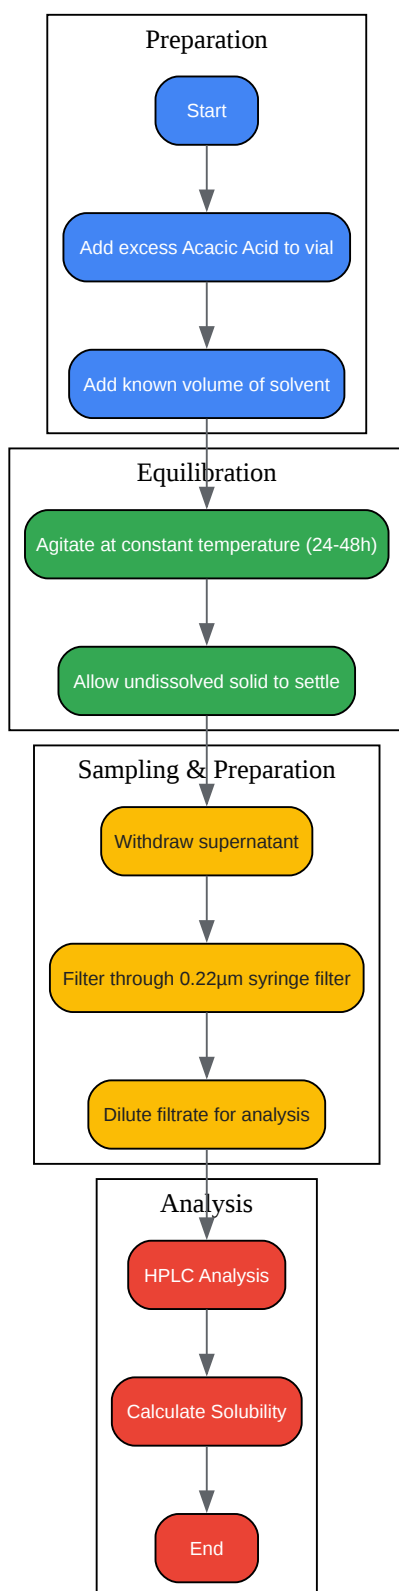 Preparation
Start
Add excess Acacic Acid to vial
Add known volume of solvent
Equilibration
Agitate at constant temperature (24-48h)
Allow undissolved solid to settle
Sampling & Preparation
Withdraw supernatant
Filter through 0.22µm syringe filter
Dilute filtrate for analysis
Analysis
HPLC Analysis
Calculate Solubility
End